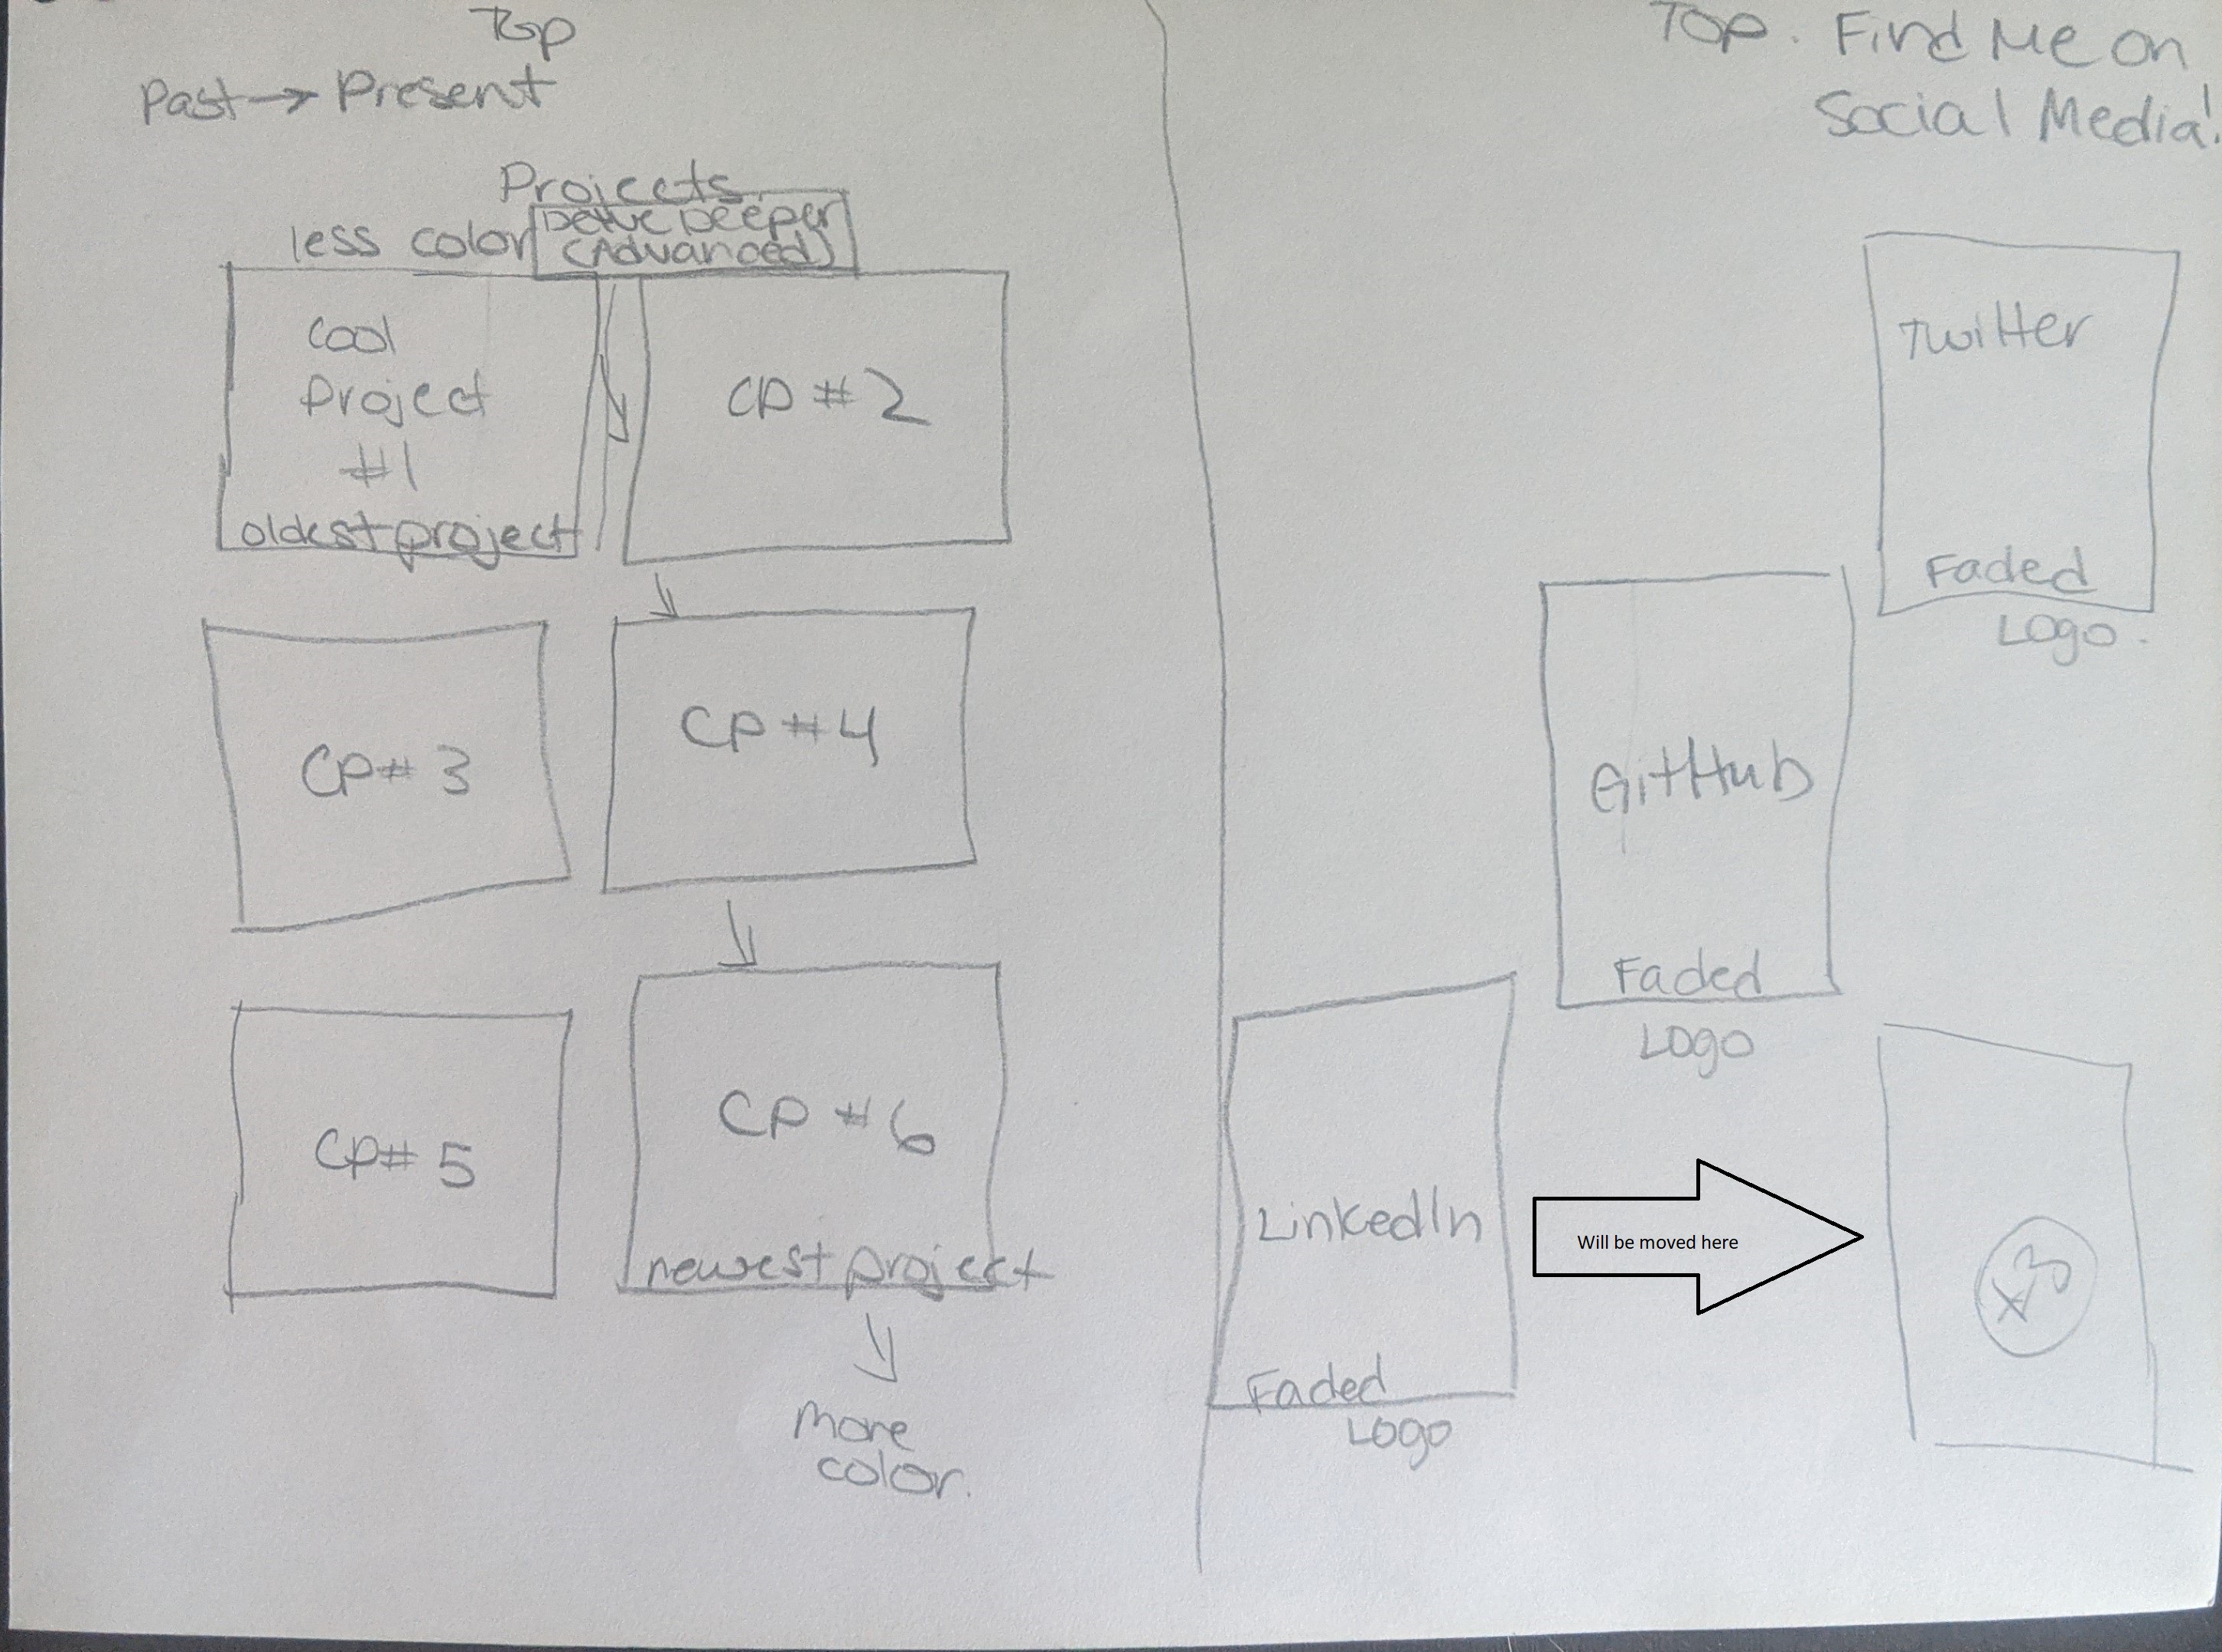 Top
Past → Present
Projects
less color
Delve Deeper
(Advanced)
Cool
Project
#1
oldest project
CP #2
CP# 3
CP #4
CP# 5
CP #6
newest project
More
color.
TOP. Find Me on
Social Media!
Twitter
Faded
Logo.
GitHub
Faded
Logo
LinkedIn
Faded
Logo
Will be moved here